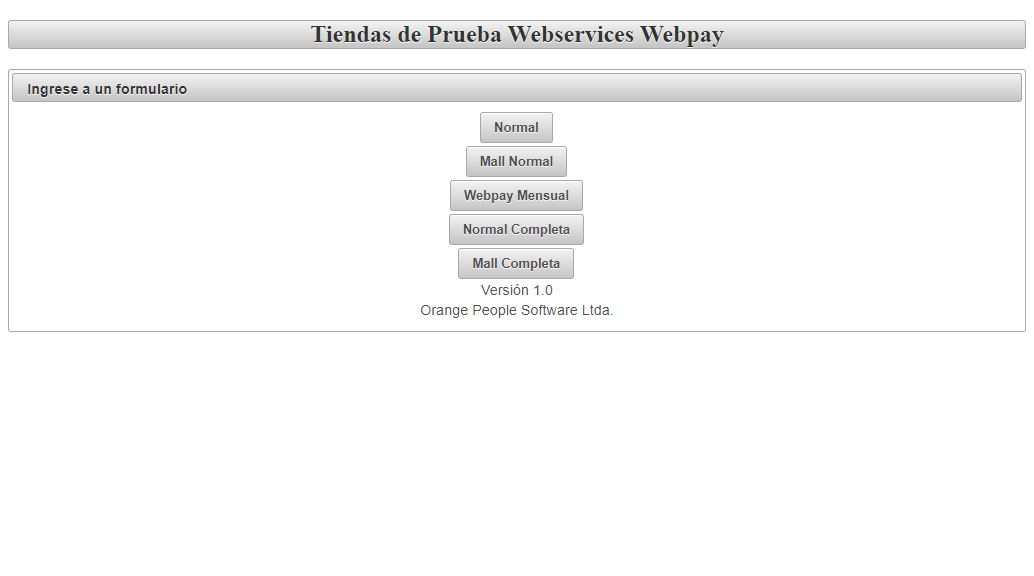 Tiendas de Prueba Webservices Webpay
Ingrese a un formulario
Normal
Mall Normal
Webpay Mensual
Normal Completa
Mall Completa
Versión 1.0
Orange People Software Ltda.